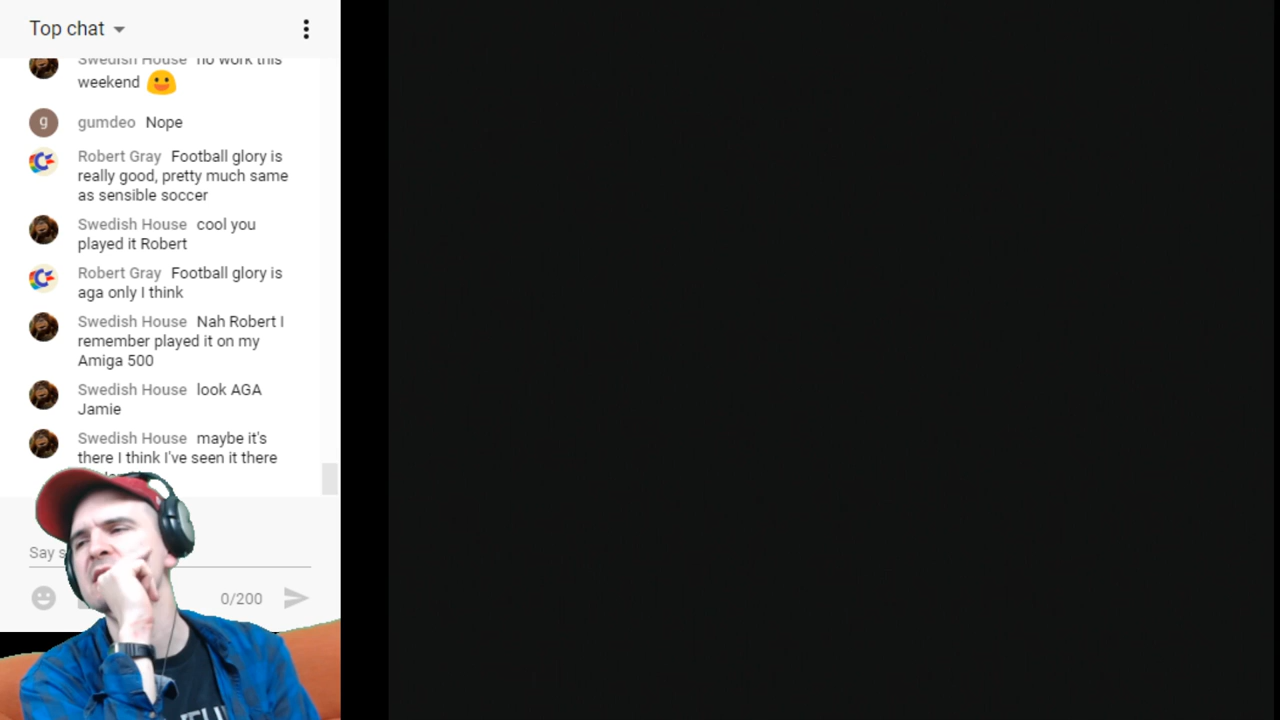 Top chat
Swedish House no work this
weekend
g
gumdeo Nope
Robert Gray Football glory is
really good, pretty much same
as sensible soccer
Swedish House cool you
played it Robert
Robert Gray Football glory is
aga only I think
Swedish House Nah Robert I
remember played it on my
Amiga 500
Swedish House look AGA
Jamie
Swedish House maybe it's
there I think I've seen it there
Say
0/200